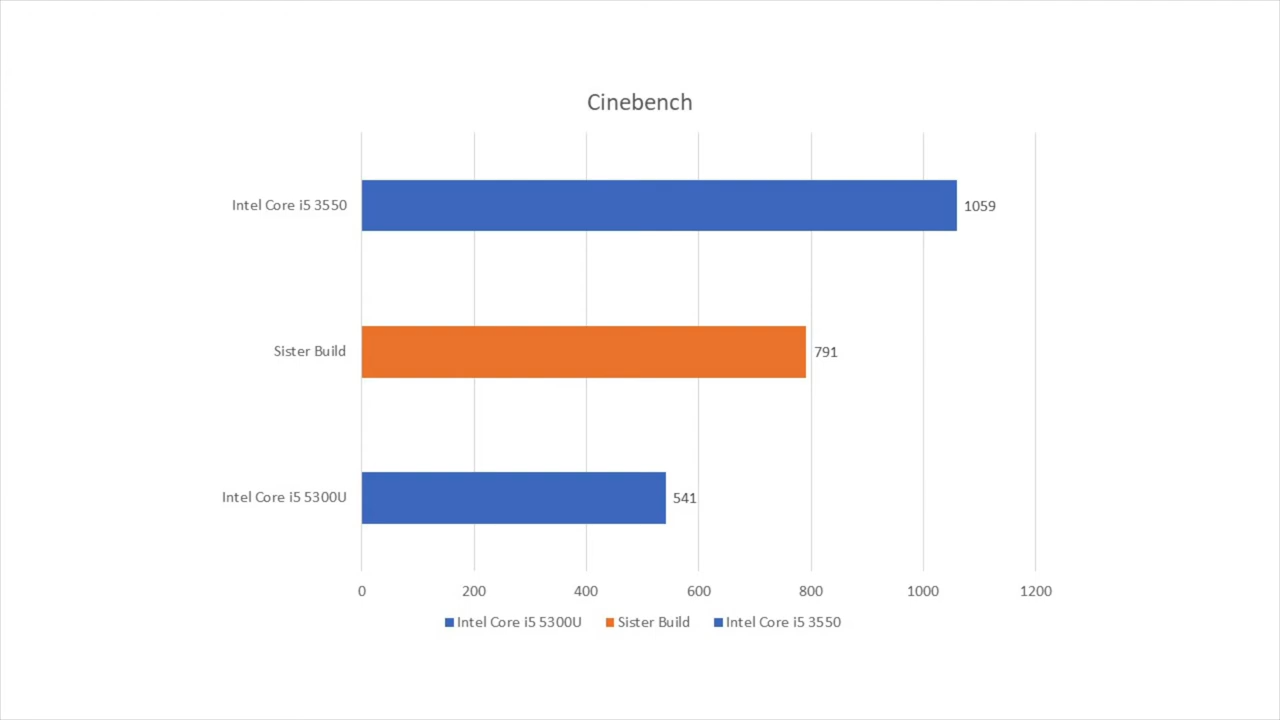 Cinebench
Intel Core i5 3550
1059
Sister Build
791
Intel Core i5 5300U
541
0 200 400 600 800 1000 1200
Intel Core i5 5300U Sister Build Intel Core i5 3550